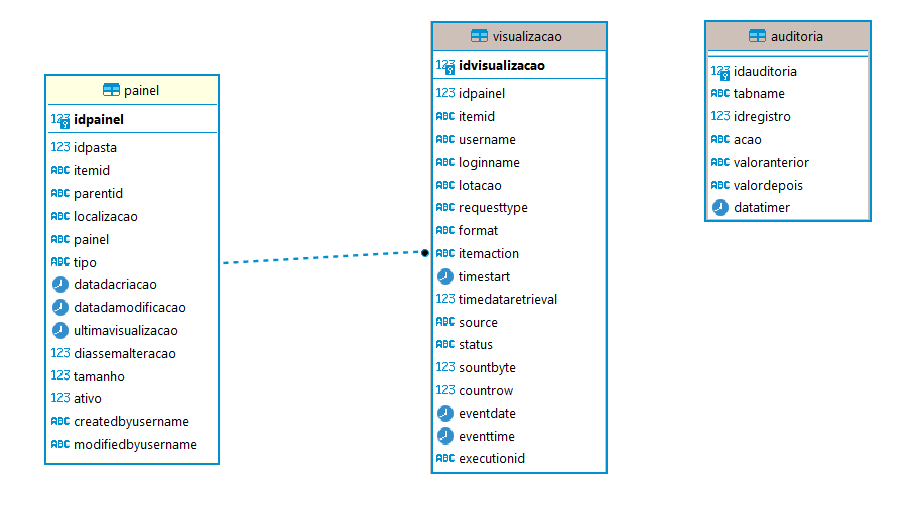 painel
123 idpainel
123 idpasta
ABC itemid
ABC parentid
ABC localizacao
ABC painel
ABC tipo
datadacriacao
datadamodificacao
ultimavisualizacao
123 diassemalteracao
123 tamanho
123 ativo
ABC createdbyusername
ABC modifiedbyusername
visualizacao
123 idvisualizacao
123 idpainel
ABC itemid
ABC username
ABC loginname
ABC lotacao
ABC requesttype
ABC format
ABC itemaction
timestart
123 timedataretrieval
ABC source
ABC status
123 sountbyte
123 countrow
eventdate
eventtime
ABC executionid
auditoria
123 idauditoria
ABC tabname
123 idregistro
ABC acao
ABC valoranterior
ABC valordepois
datatimer